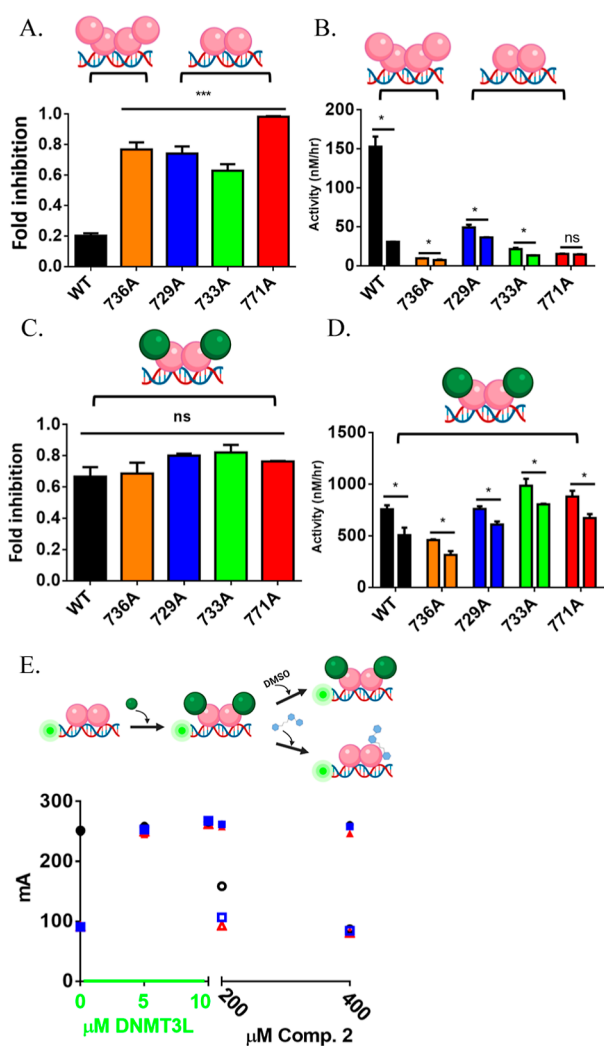 A.
B.
***
Fold inhibition
1.0
0.8
0.6
0.4
0.2
0.0
WT
736A
729A
733A
771A
Activity (nM/hr)
200
150
100
50
0
*
*
*
*
ns
WT
736A
729A
733A
771A
C.
D.
ns
Fold inhibition
0.8
0.6
0.4
0.2
0.0
WT
736A
729A
733A
771A
Activity (nM/hr)
1500
1000
500
0
*
*
*
*
*
WT
736A
729A
733A
771A
E.
DMSO
mA
300
200
100
0
0
5
10
200
400
µM DNMT3L
µM Comp. 2